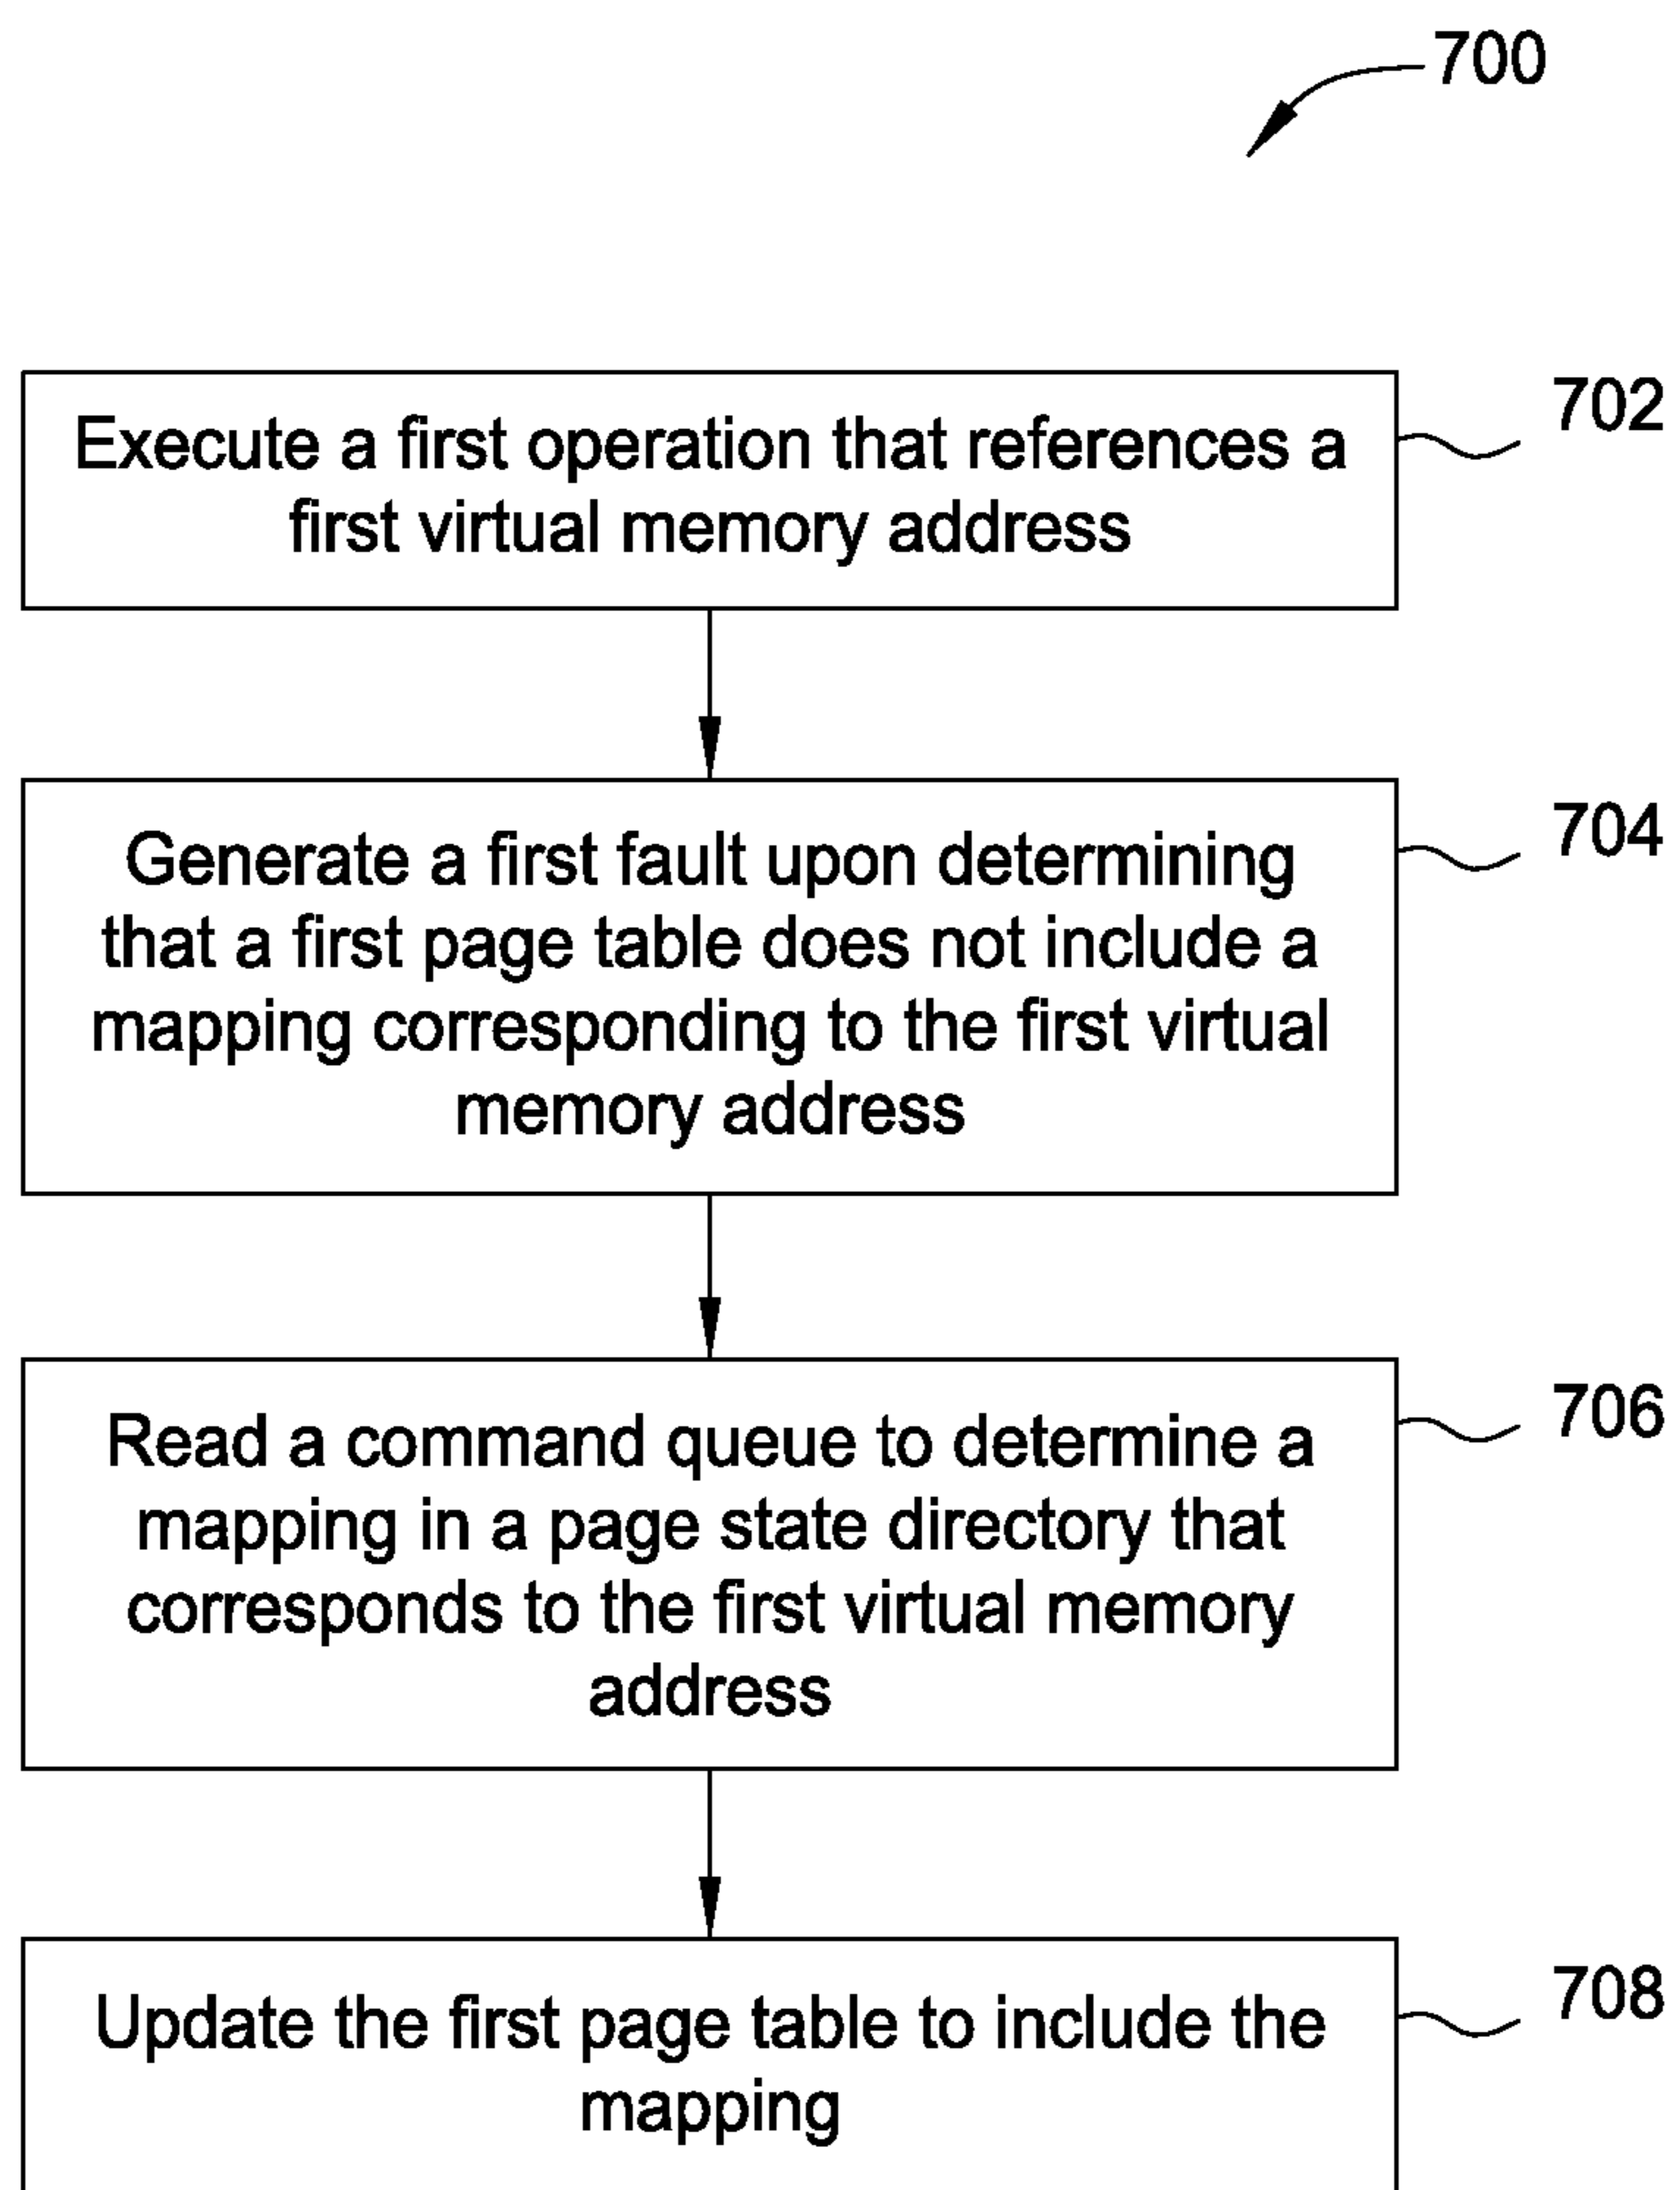 700
Execute a first operation that references a
first virtual memory address
702
Generate a first fault upon determining
that a first page table does not include a
mapping corresponding to the first virtual
memory address
704
Read a command queue to determine a
mapping in a page state directory that
corresponds to the first virtual memory
address
706
Update the first page table to include the
mapping
708